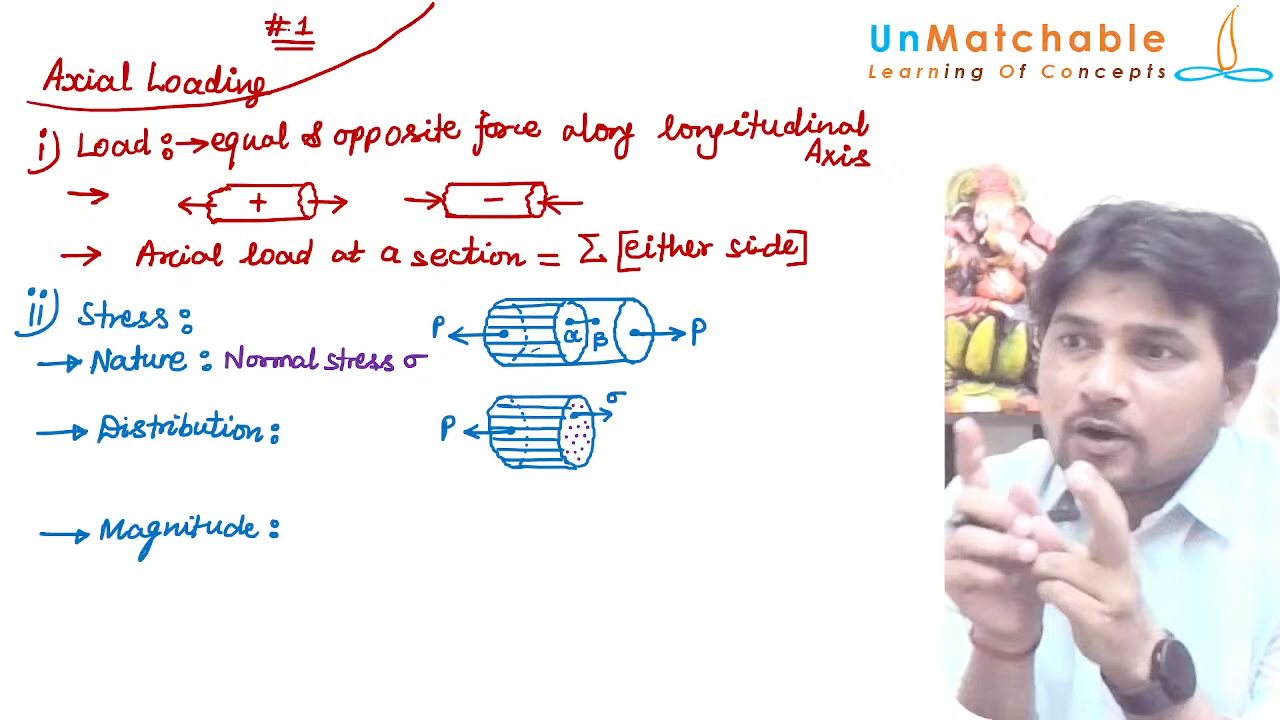 #1
UnMatchable
Learning Of Concepts
Axial Loading
i) Load :→ equal & opposite force along longitudinal
Axis
→ + −
→ Axial load at a section = Σ [either side]
ii) Stress :
P α β P
→ Nature : Normal stress σ
σ
→ Distribution : P
→ Magnitude :